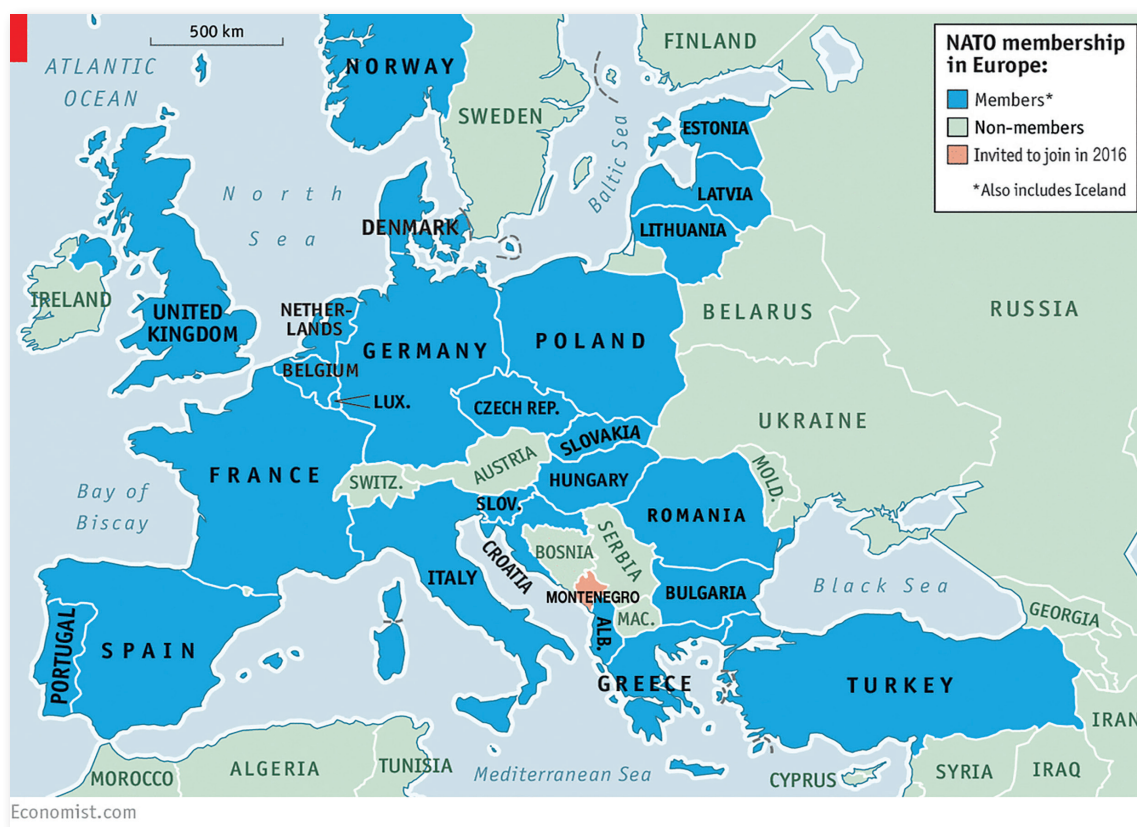 500 km
ATLANTIC
OCEAN
NORWAY
FINLAND
SWEDEN
NATO membership
in Europe:
Members*
Non-members
Invited to join in 2016
*Also includes Iceland
ESTONIA
Baltic Sea
LATVIA
North
Sea
DENMARK
LITHUANIA
IRELAND
UNITED
KINGDOM
NETHER-
LANDS
BELARUS
RUSSIA
GERMANY
POLAND
BELGIUM
LUX.
CZECH REP.
UKRAINE
SLOVAKIA
FRANCE
SWITZ.
AUSTRIA
HUNGARY
MOLD.
Bay of
Biscay
SLOV.
ROMANIA
CROATIA
BOSNIA
SERBIA
ITALY
MONTENEGRO
BULGARIA
Black Sea
GEORGIA
MAC.
ALB.
PORTUGAL
SPAIN
GREECE
TURKEY
IRAN
MOROCCO
ALGERIA
TUNISIA
Mediterranean Sea
CYPRUS
SYRIA
IRAQ
Economist.com